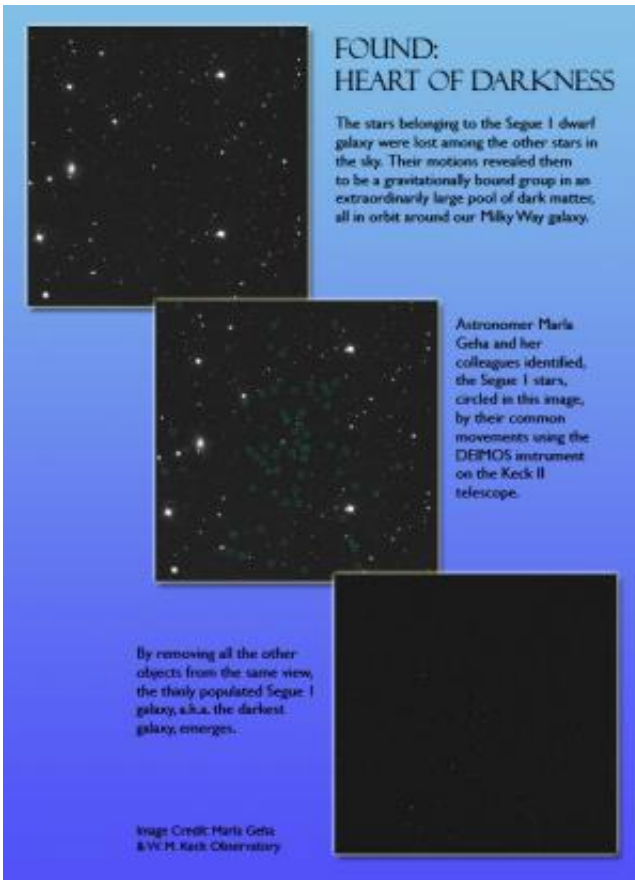 FOUND:
HEART OF DARKNESS
The stars belonging to the Segue 1 dwarf
galaxy were lost among the other stars in
the sky. Their motions revealed them
to be a gravitationally bound group in an
extraordinarily large pool of dark matter,
all in orbit around our Milky Way galaxy.
Astronomer Marla
Geha and her
colleagues identified,
the Segue 1 stars,
circled in this image,
by their common
movements using the
DEIMOS instrument
on the Keck II
telescope.
By removing all the other
objects from the same view,
the thinly populated Segue 1
galaxy, a.k.a. the darkest
galaxy, emerges.
Image Credit: Marla Geha
& W. M. Keck Observatory